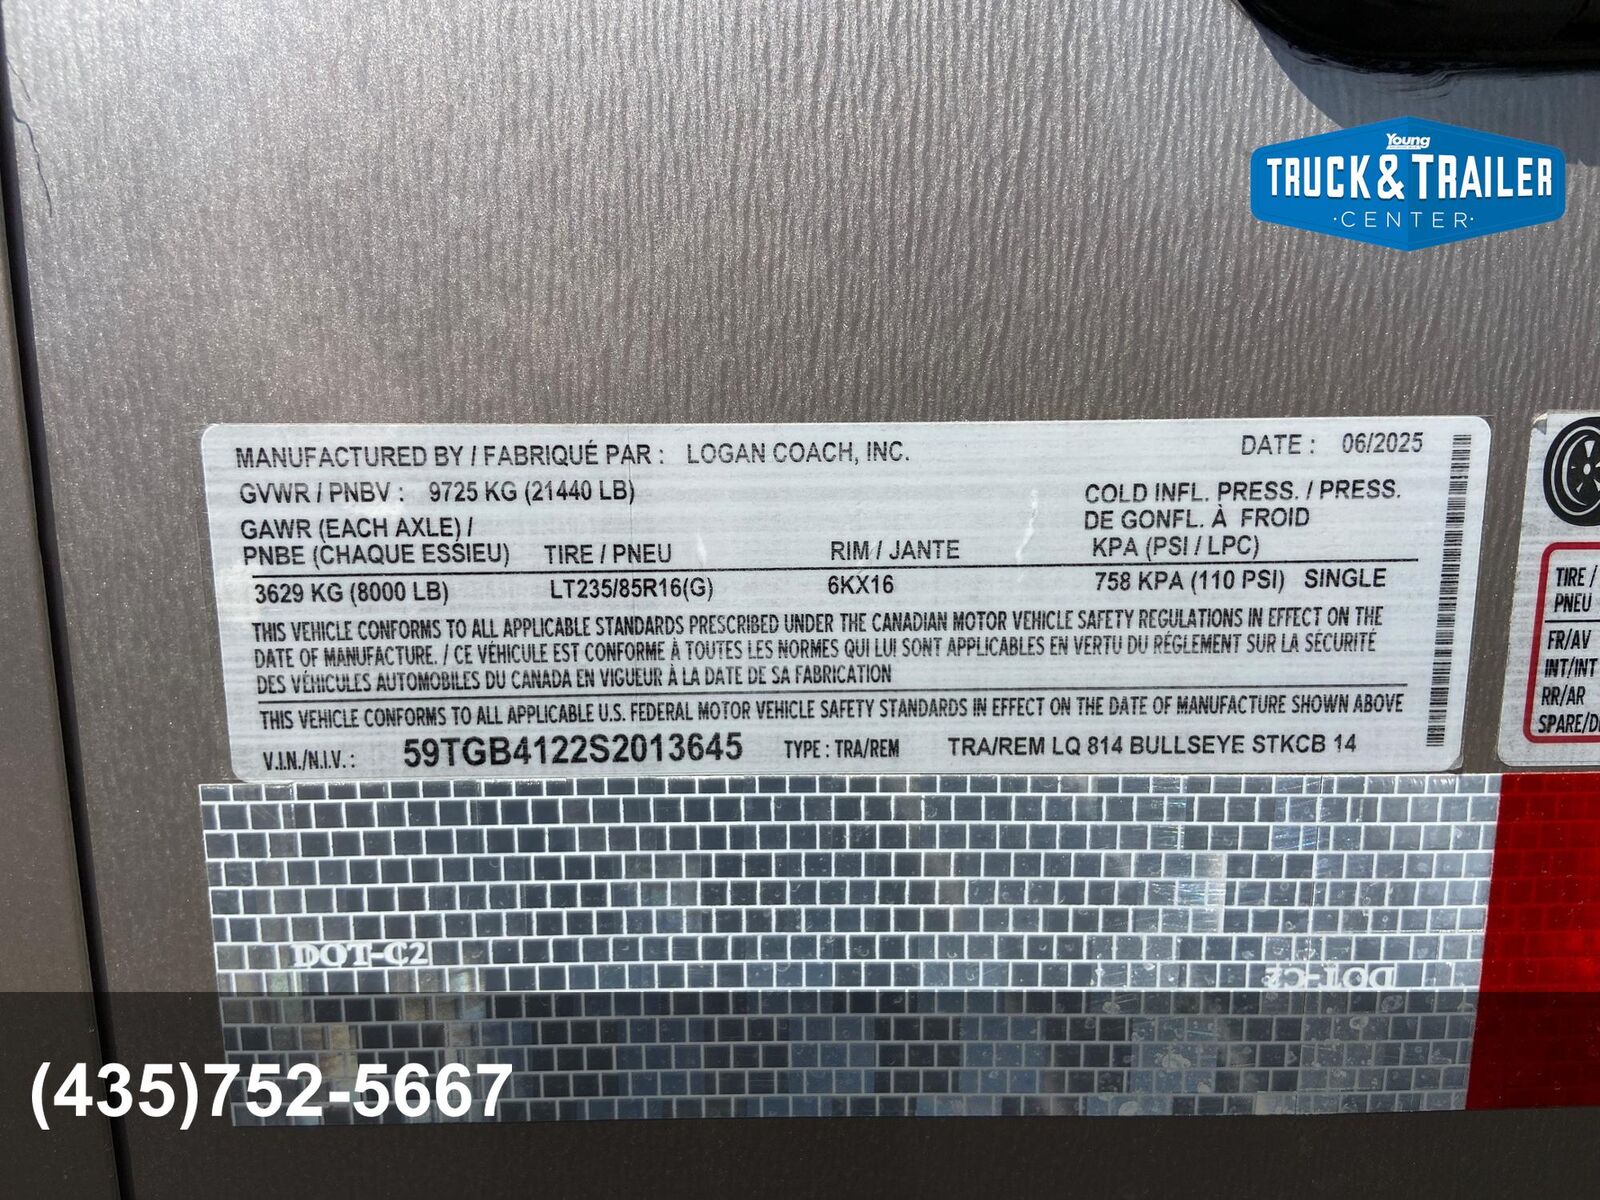 Young
TRUCK & TRAILER
·CENTER·
MANUFACTURED BY / FABRIQUÉ PAR : LOGAN COACH, INC. DATE : 06/2025
GVWR / PNBV : 9725 KG (21440 LB)
COLD INFL. PRESS. / PRESS.
GAWR (EACH AXLE) / DE GONFL. À FROID
PNBE (CHAQUE ESSIEU) TIRE / PNEU RIM / JANTE KPA (PSI / LPC)
3629 KG (8000 LB) LT235/85R16(G) 6KX16 758 KPA (110 PSI) SINGLE
THIS VEHICLE CONFORMS TO ALL APPLICABLE STANDARDS PRESCRIBED UNDER THE CANADIAN MOTOR VEHICLE SAFETY REGULATIONS IN EFFECT ON THE
DATE OF MANUFACTURE. / CE VÉHICULE EST CONFORME À TOUTES LES NORMES QUI LUI SONT APPLICABLES EN VERTU DU RÉGLEMENT SUR LA SÉCURITÉ
DES VÉHICULES AUTOMOBILES DU CANADA EN VIGUEUR À LA DATE DE SA FABRICATION
THIS VEHICLE CONFORMS TO ALL APPLICABLE U.S. FEDERAL MOTOR VEHICLE SAFETY STANDARDS IN EFFECT ON THE DATE OF MANUFACTURE SHOWN ABOVE
V.I.N./N.I.V. : 59TGB4122S2013645 TYPE : TRA/REM TRA/REM LQ 814 BULLSEYE STKCB 14
TIRE /
PNEU
FR/AV
INT/INT
RR/AR
SPARE/D
DOT-C2
DOT-C2
(435)752-5667